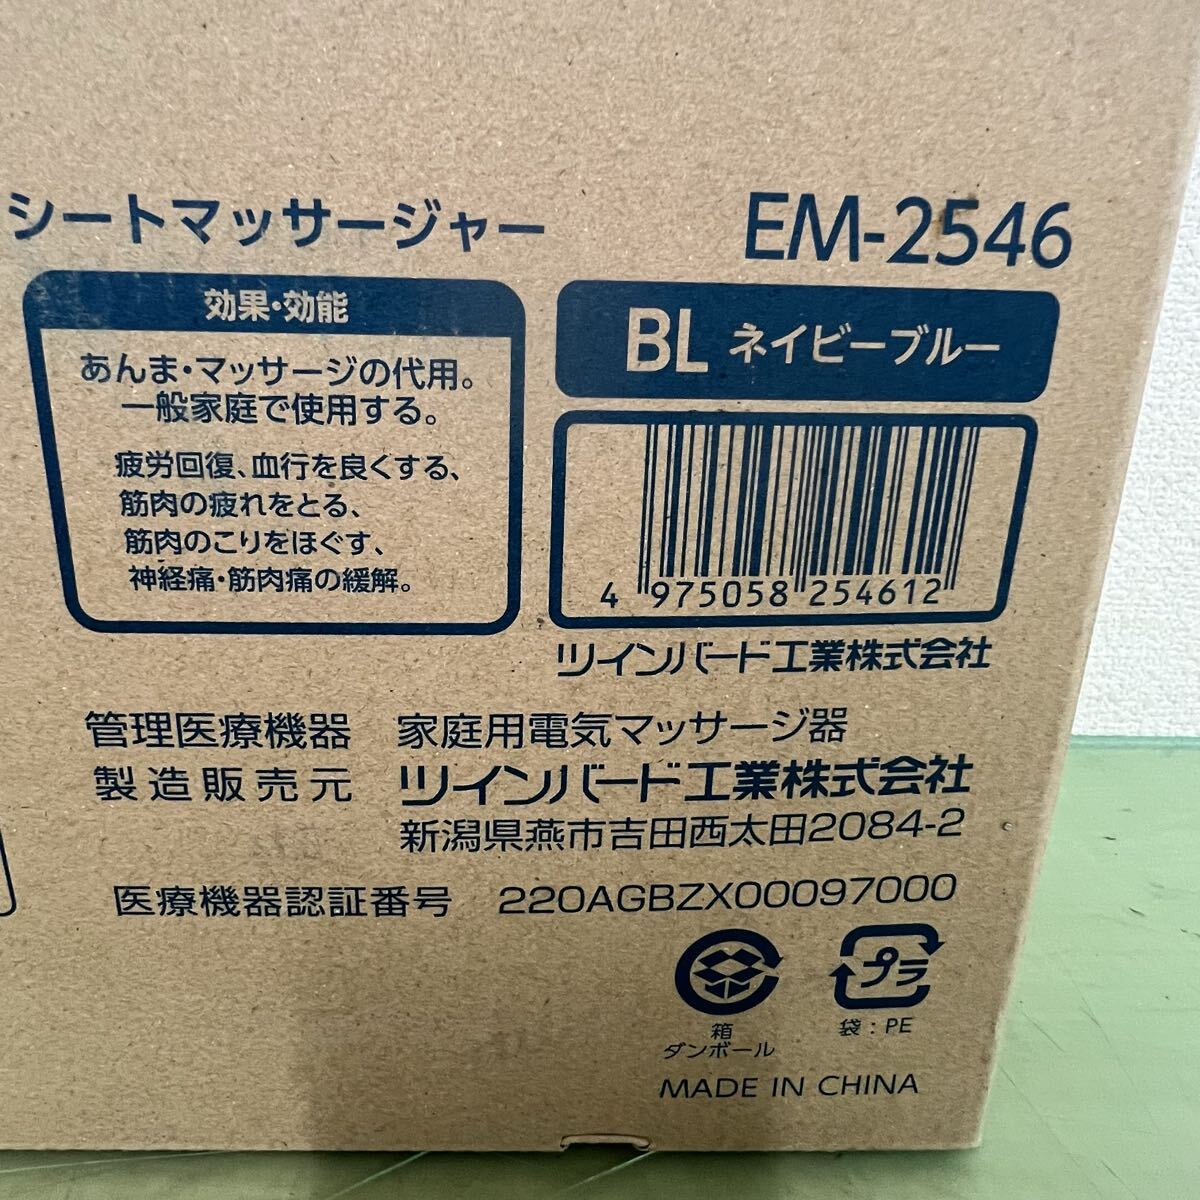 シートマッサージャー
EM-2546
効果・効能
あんま・マッサージの代用。
一般家庭で使用する。
疲労回復、血行を良くする、
筋肉の疲れをとる、
筋肉のこりをほぐす、
神経痛・筋肉痛の緩解。
BL ネイビーブルー
4 975058 254612
ツインバード工業株式会社
管理医療機器 家庭用電気マッサージ器
製造販売元 ツインバード工業株式会社
新潟県燕市吉田西太田2084-2
医療機器認証番号 220AGBZX00097000
プラ
箱
ダンボール
袋：PE
MADE IN CHINA